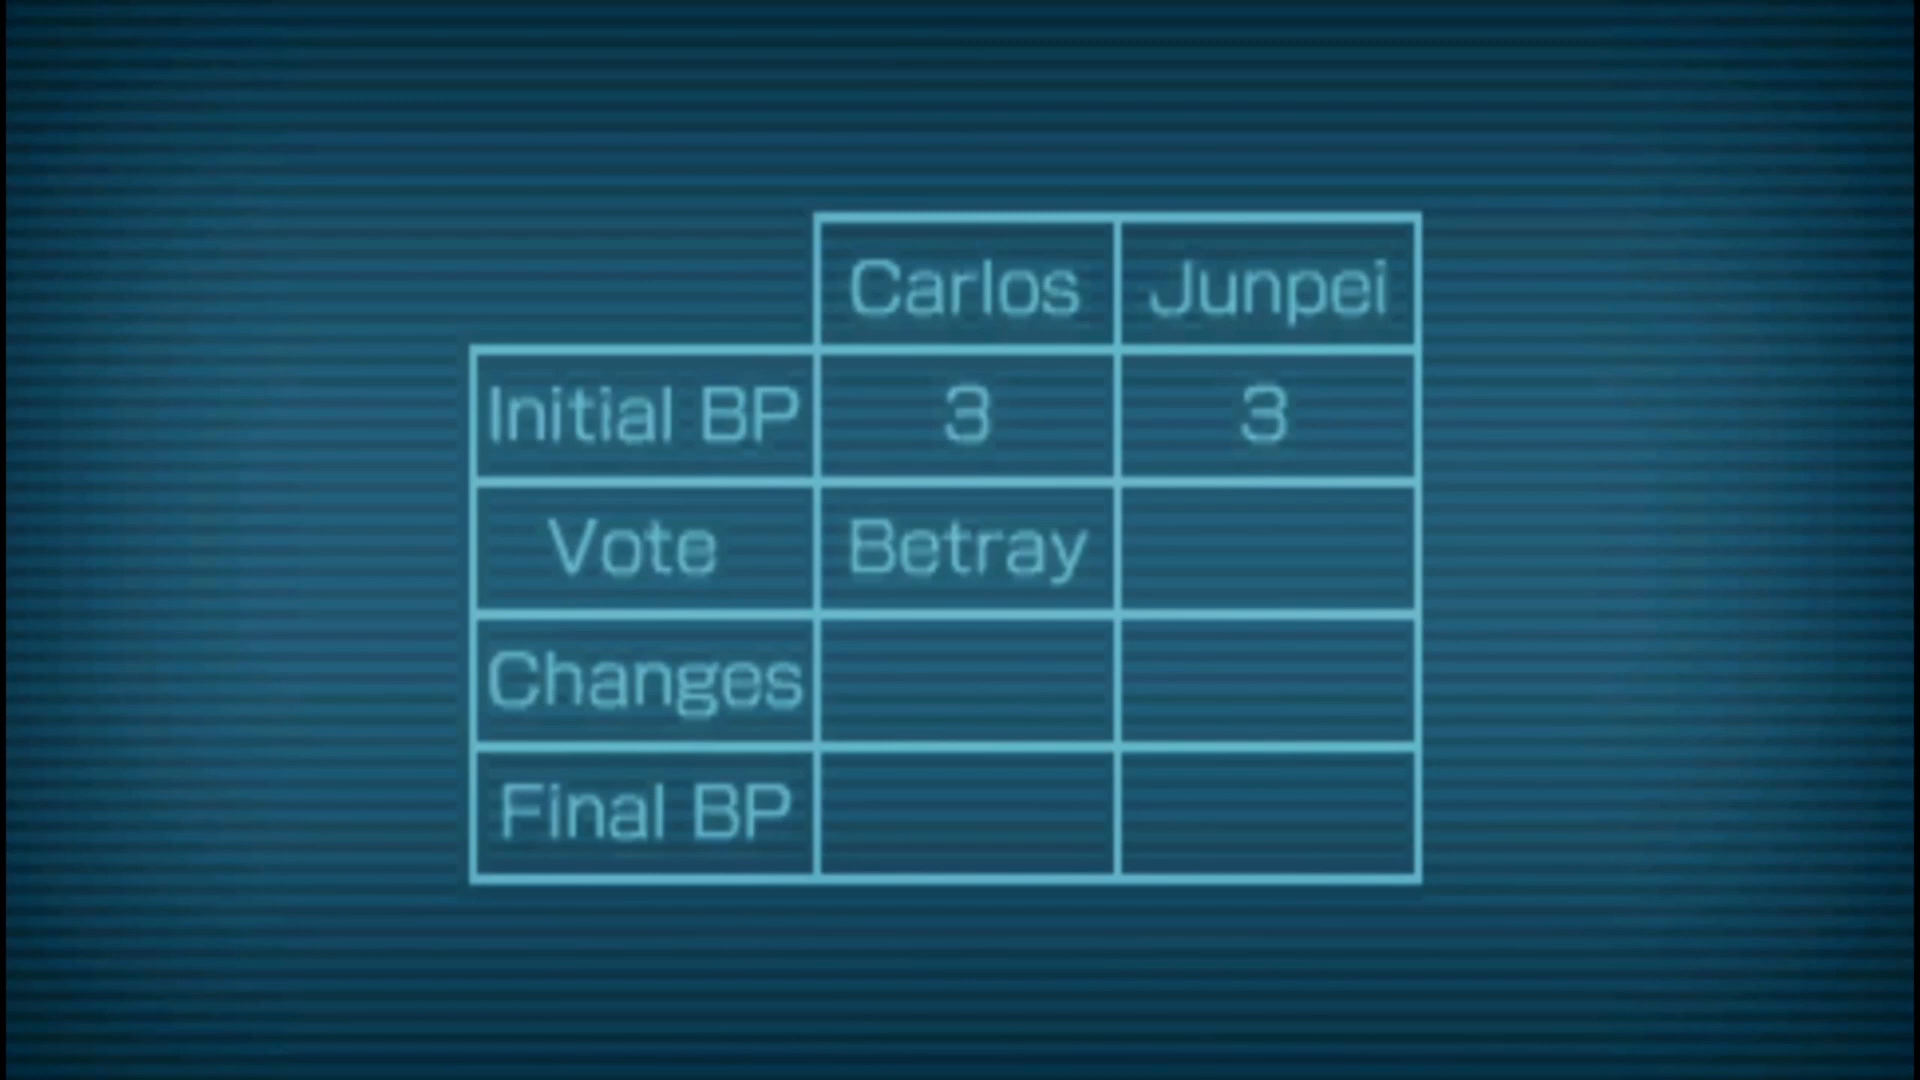 Carlos Junpei
Initial BP 3 3
Vote Betray
Changes
Final BP